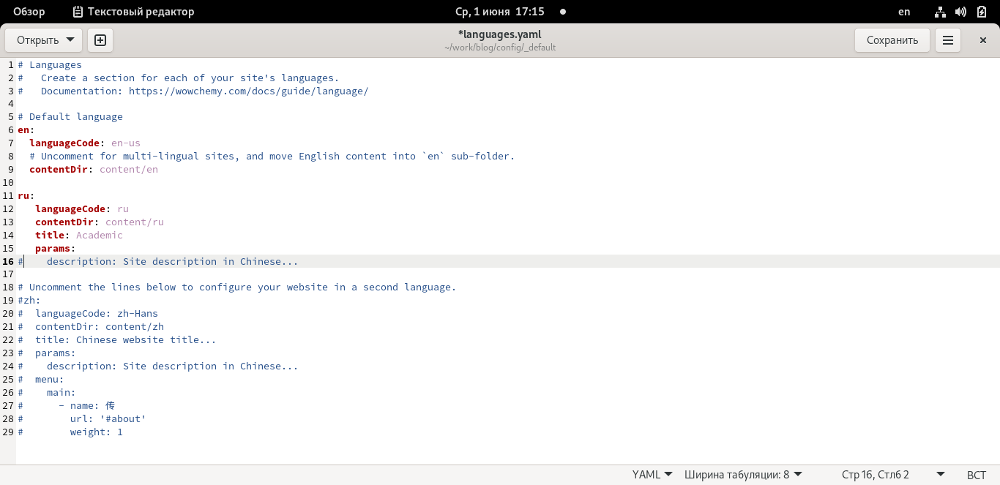 Обзор Текстовый редактор Ср, 1 июня 17:15 en
Открыть *languages.yaml Сохранить
~/work/blog/config/_default
1 # Languages
2 #   Create a section for each of your site's languages.
3 #   Documentation: https://wowchemy.com/docs/guide/language/
4
5 # Default language
6 en:
7   languageCode: en-us
8   # Uncomment for multi-lingual sites, and move English content into `en` sub-folder.
9   contentDir: content/en
10
11 ru:
12    languageCode: ru
13    contentDir: content/ru
14    title: Academic
15    params:
16 #    description: Site description in Chinese...
17
18 # Uncomment the lines below to configure your website in a second language.
19 #zh:
20 #  languageCode: zh-Hans
21 #  contentDir: content/zh
22 #  title: Chinese website title...
23 #  params:
24 #    description: Site description in Chinese...
25 #  menu:
26 #    main:
27 #      - name: 传
28 #        url: '#about'
29 #        weight: 1
YAML Ширина табуляции: 8 Стр 16, Стлб 2 ВСТ